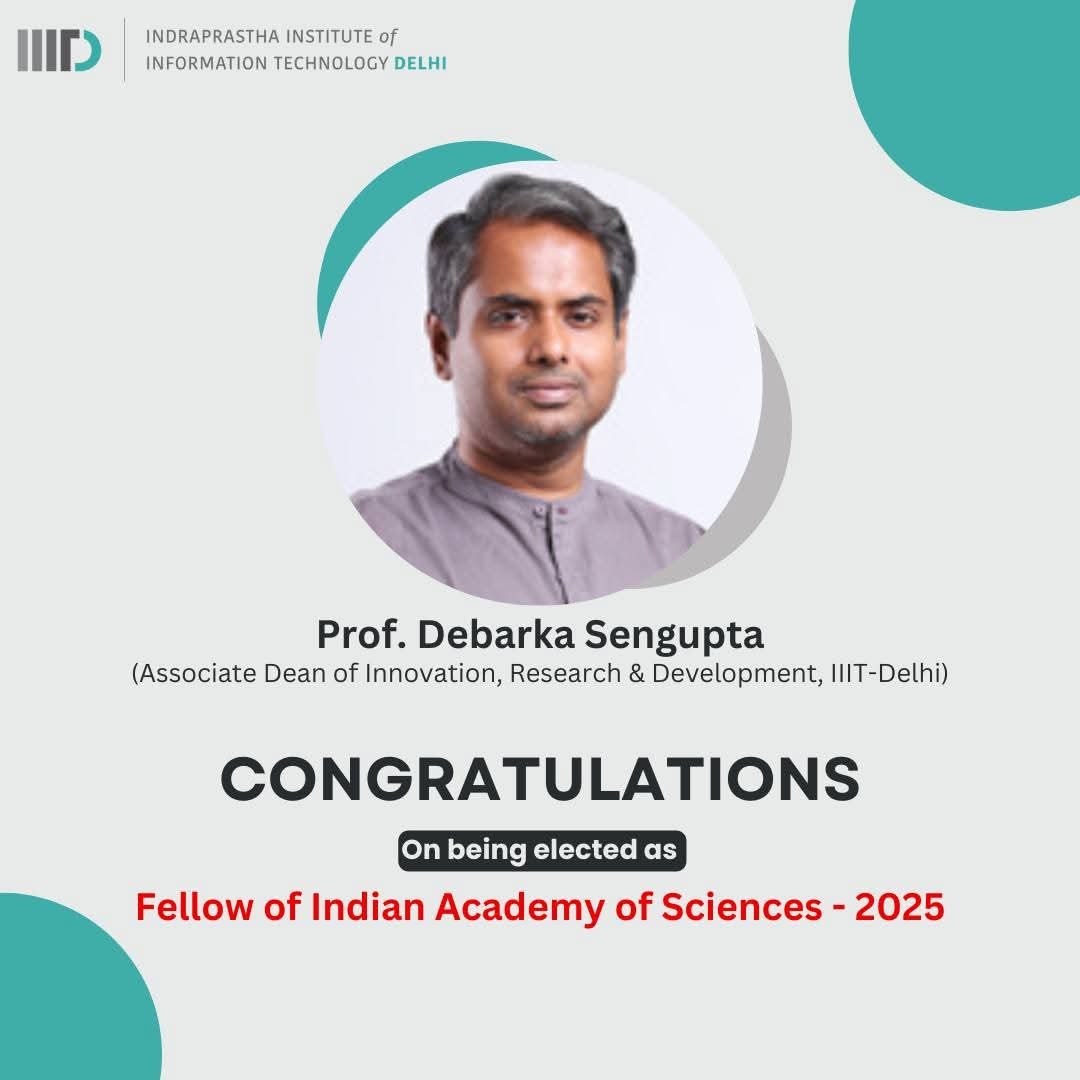 IIITD
INDRAPRASTHA INSTITUTE of
INFORMATION TECHNOLOGY DELHI
Prof. Debarka Sengupta
(Associate Dean of Innovation, Research & Development, IIIT-Delhi)
CONGRATULATIONS
On being elected as
Fellow of Indian Academy of Sciences - 2025